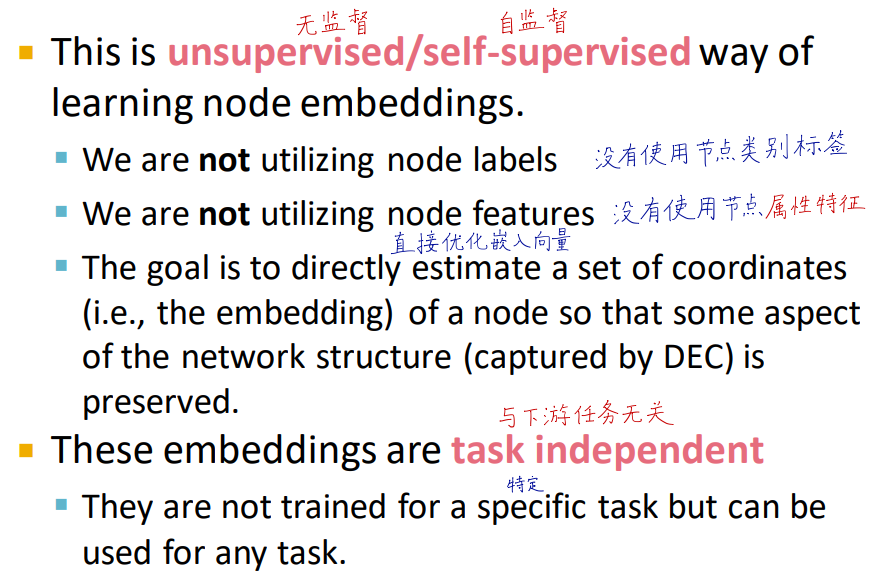 无监督 自监督
This is unsupervised/self-supervised way of
learning node embeddings.
We are not utilizing node labels 没有使用节点类别标签
We are not utilizing node features 没有使用节点属性特征
直接优化嵌入向量
The goal is to directly estimate a set of coordinates
(i.e., the embedding) of a node so that some aspect
of the network structure (captured by DEC) is
preserved.
与下游任务无关
These embeddings are task independent
特定
They are not trained for a specific task but can be
used for any task.